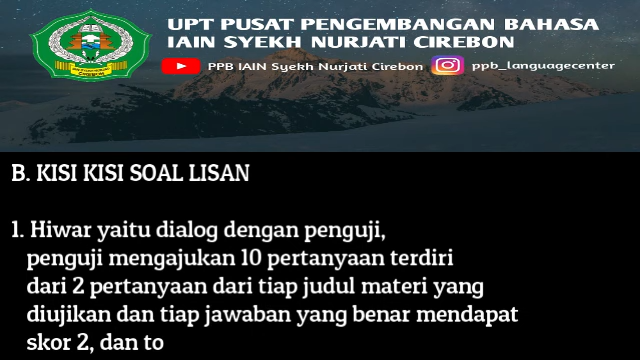 UPT PUSAT PENGEMBANGAN BAHASA
IAIN SYEKH NURJATI CIREBON
PPB IAIN Syekh Nurjati Cirebon
ppb_languagecenter
B. KISI KISI SOAL LISAN
1. Hiwar yaitu dialog dengan penguji,
penguji mengajukan 10 pertanyaan terdiri
dari 2 pertanyaan dari tiap judul materi yang
diujikan dan tiap jawaban yang benar mendapat
skor 2, dan to